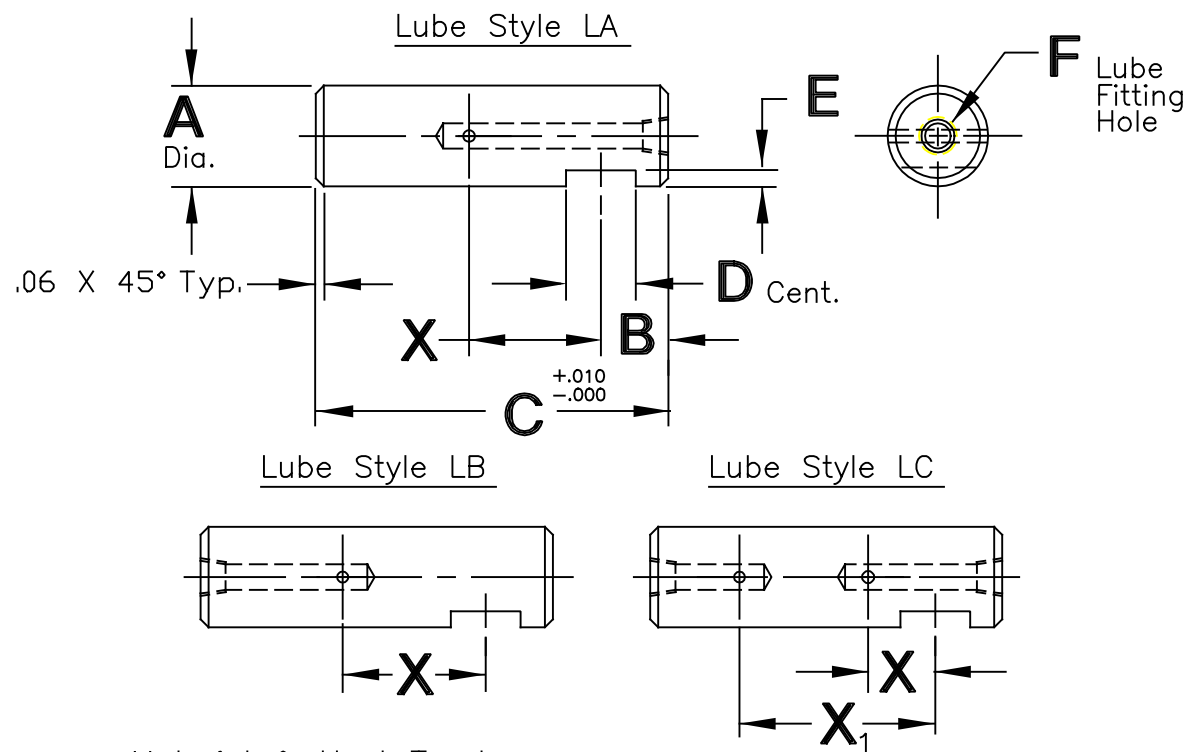 Lube Style LA
A
Dia.
E
F
Lube
Fitting
Hole
.06 X 45° Typ.
D Cent.
X
B
+.010
-.000
C
Lube Style LB
Lube Style LC
X
X
X1